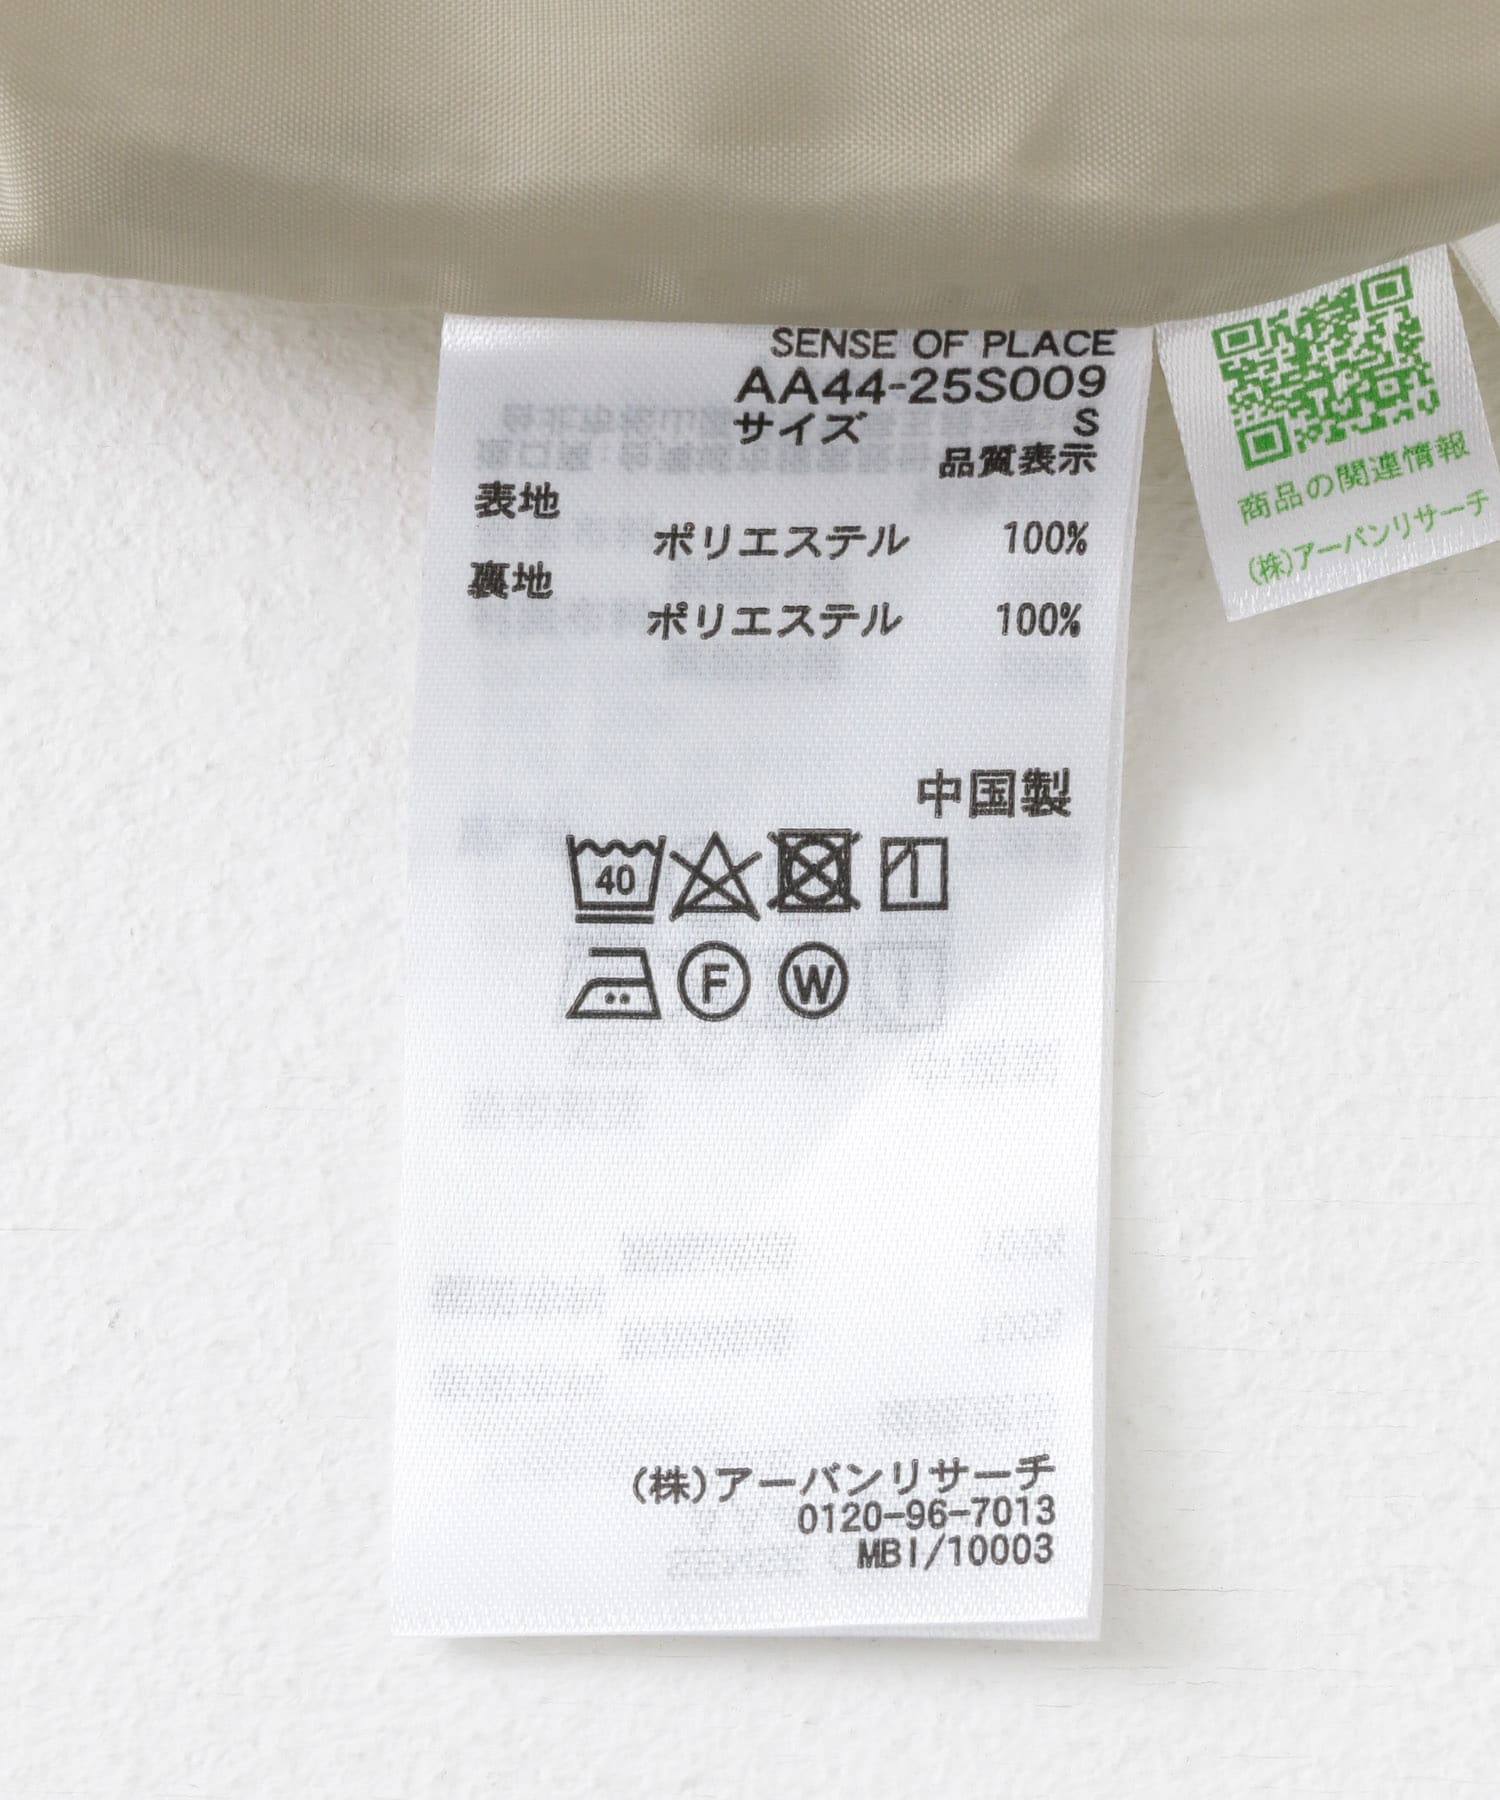 SENSE OF PLACE
AA44-25S009
サイズ S
品質表示
表地
ポリエステル 100%
裏地
ポリエステル 100%
中国製
40
F W
(株)アーバンリサーチ
0120-96-7013
MBI/10003
商品の関連情報
(株)アーバンリサーチ